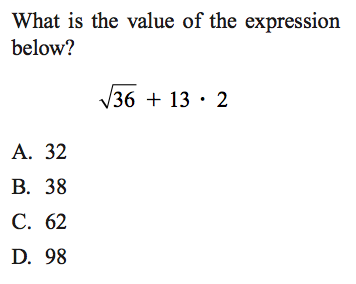 What is the value of the expression
below?
√36 + 13 · 2
A. 32
B. 38
C. 62
D. 98